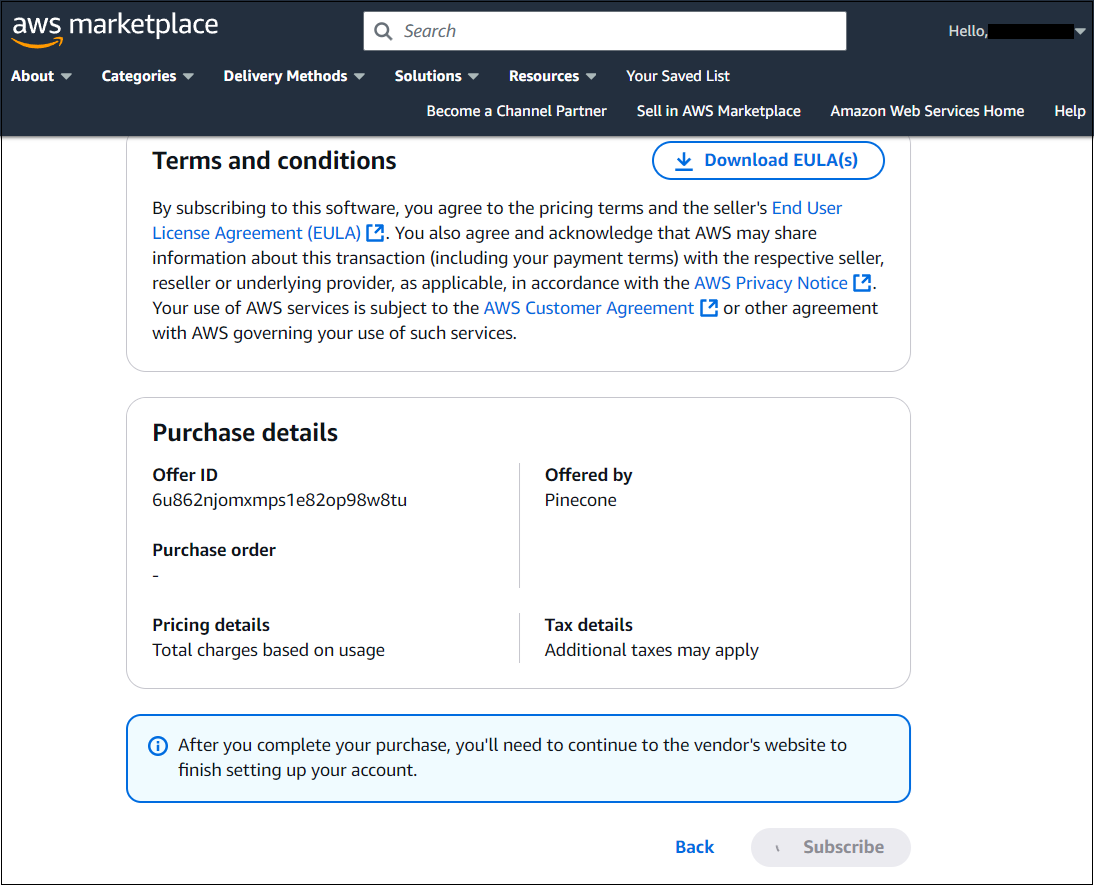 aws marketplace
Search
Hello,
About Categories Delivery Methods Solutions Resources Your Saved List
Become a Channel Partner Sell in AWS Marketplace Amazon Web Services Home Help
Terms and conditions
Download EULA(s)
By subscribing to this software, you agree to the pricing terms and the seller's End User
License Agreement (EULA). You also agree and acknowledge that AWS may share
information about this transaction (including your payment terms) with the respective seller,
reseller or underlying provider, as applicable, in accordance with the AWS Privacy Notice.
Your use of AWS services is subject to the AWS Customer Agreement or other agreement
with AWS governing your use of such services.
Purchase details
Offer ID
6u862njomxmps1e82op98w8tu
Offered by
Pinecone
Purchase order
-
Pricing details
Total charges based on usage
Tax details
Additional taxes may apply
After you complete your purchase, you'll need to continue to the vendor's website to
finish setting up your account.
Back
Subscribe